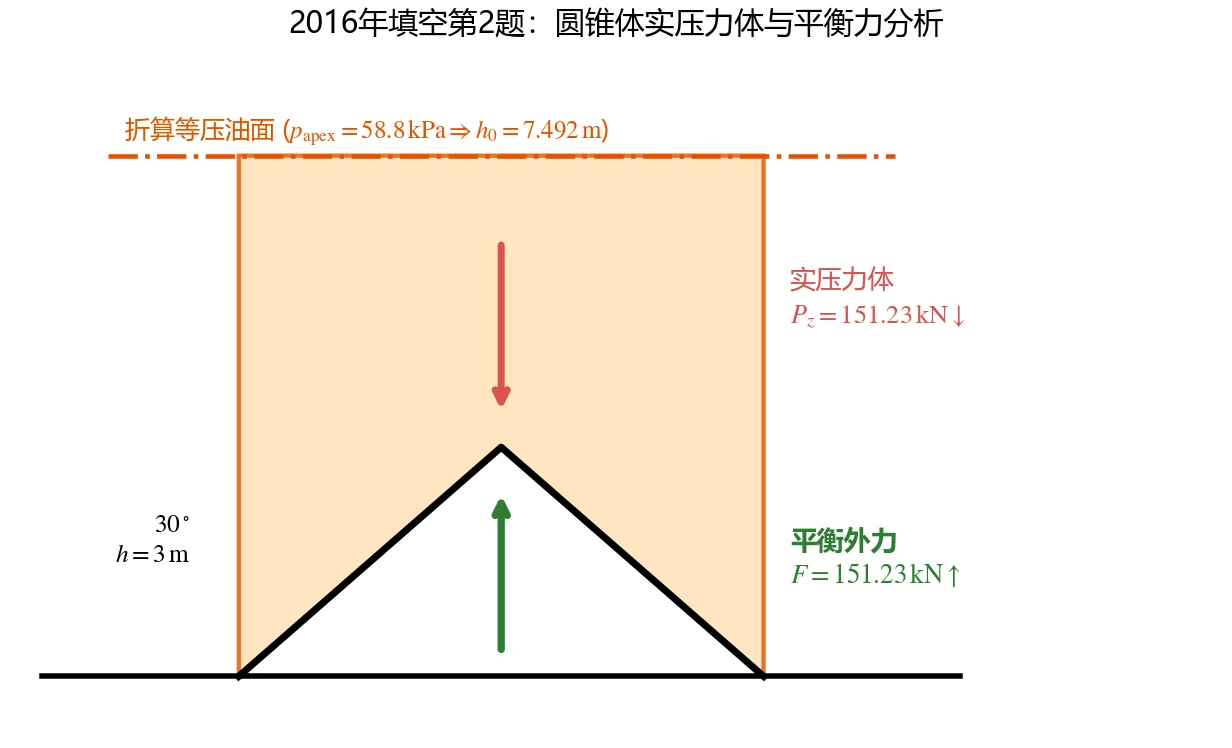 2016年填空第2题：圆锥体实压力体与平衡力分析
折算等压油面 (p_apex = 58.8 kPa ⇒ h_0 = 7.492 m)
实压力体
P_z = 151.23 kN ↓
30°
h = 3 m
平衡外力
F = 151.23 kN ↑